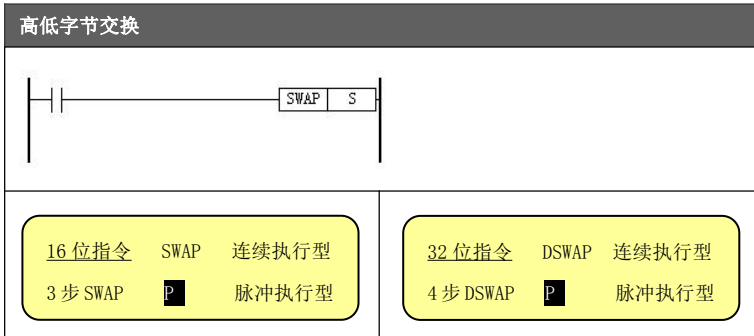 高低字节交换
SWAP S
16 位指令 SWAP 连续执行型
3 步 SWAP P 脉冲执行型
32 位指令 DSWAP 连续执行型
4 步 DSWAP P 脉冲执行型